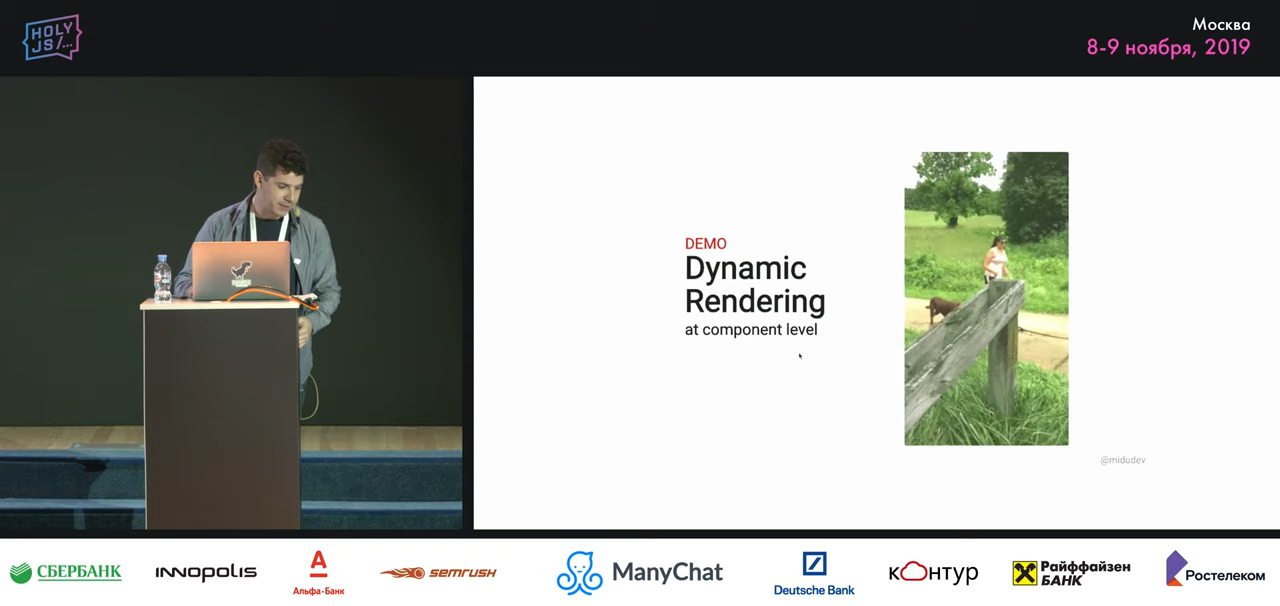 HOLY
JS/...
Москва
8-9 ноября, 2019
DEMO
Dynamic
Rendering
at component level
@midudev
СБЕРБАНК
INNOPOLIS
А
Альфа·Банк
semrush
ManyChat
Deutsche Bank
кОнтур
Райффайзен
БАНК
Ростелеком